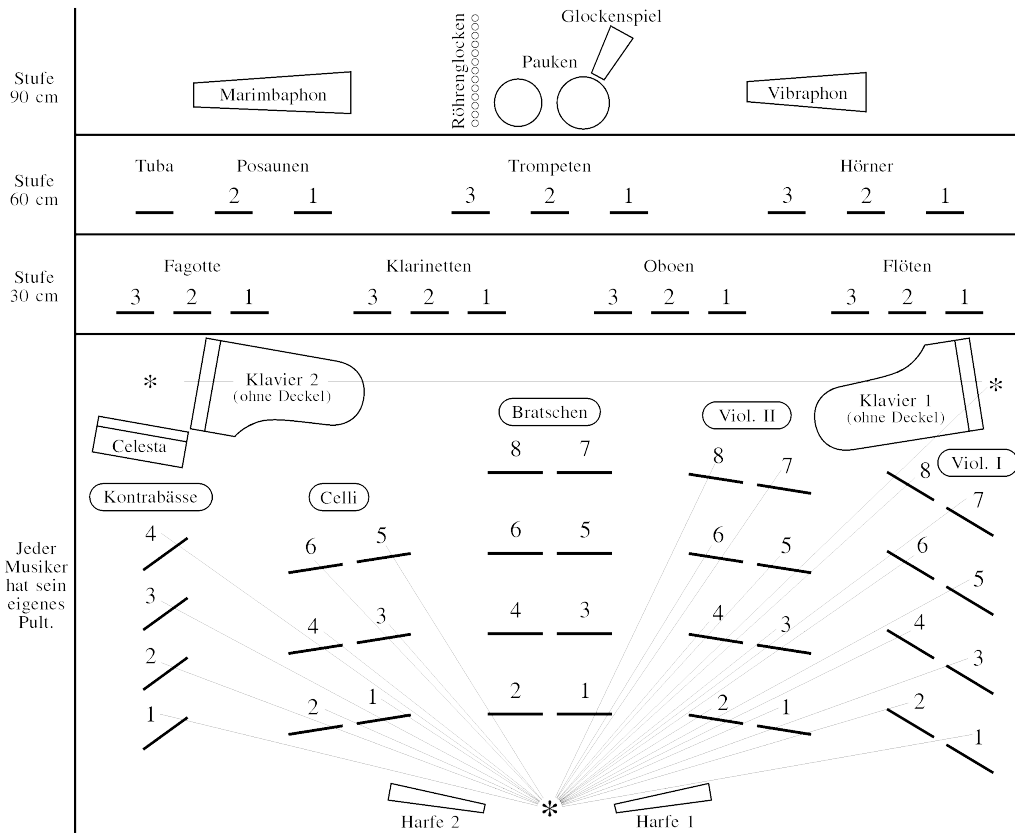 Glockenspiel
Röhrenglocken
Pauken
Stufe
90 cm
Marimbaphon
Vibraphon
Tuba
Posaunen
Trompeten
Hörner
Stufe
60 cm
2 1
3 2 1
3 2 1
Fagotte
Klarinetten
Oboen
Flöten
Stufe
30 cm
3 2 1
3 2 1
3 2 1
3 2 1
*
Klavier 2
(ohne Deckel)
Klavier 1
(ohne Deckel)
*
Celesta
Bratschen
8 7
6 5
4 3
2 1
Viol. II
8 7
6 5
4 3
2 1
Viol. I
8 7
6 5
4 3
2 1
Kontrabässe
4
3
2
1
Celli
6 5
4 3
2 1
Jeder
Musiker
hat sein
eigenes
Pult.
*
Harfe 2
Harfe 1